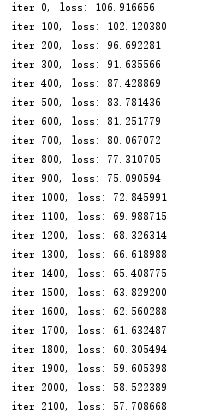 iter 0, loss: 106.916656
iter 100, loss: 102.120380
iter 200, loss: 96.692281
iter 300, loss: 91.635566
iter 400, loss: 87.428869
iter 500, loss: 83.781436
iter 600, loss: 81.251779
iter 700, loss: 80.067072
iter 800, loss: 77.310705
iter 900, loss: 75.090594
iter 1000, loss: 72.845991
iter 1100, loss: 69.988715
iter 1200, loss: 68.326314
iter 1300, loss: 66.618988
iter 1400, loss: 65.408775
iter 1500, loss: 63.829200
iter 1600, loss: 62.560288
iter 1700, loss: 61.632487
iter 1800, loss: 60.305494
iter 1900, loss: 59.605398
iter 2000, loss: 58.522389
iter 2100, loss: 57.708668